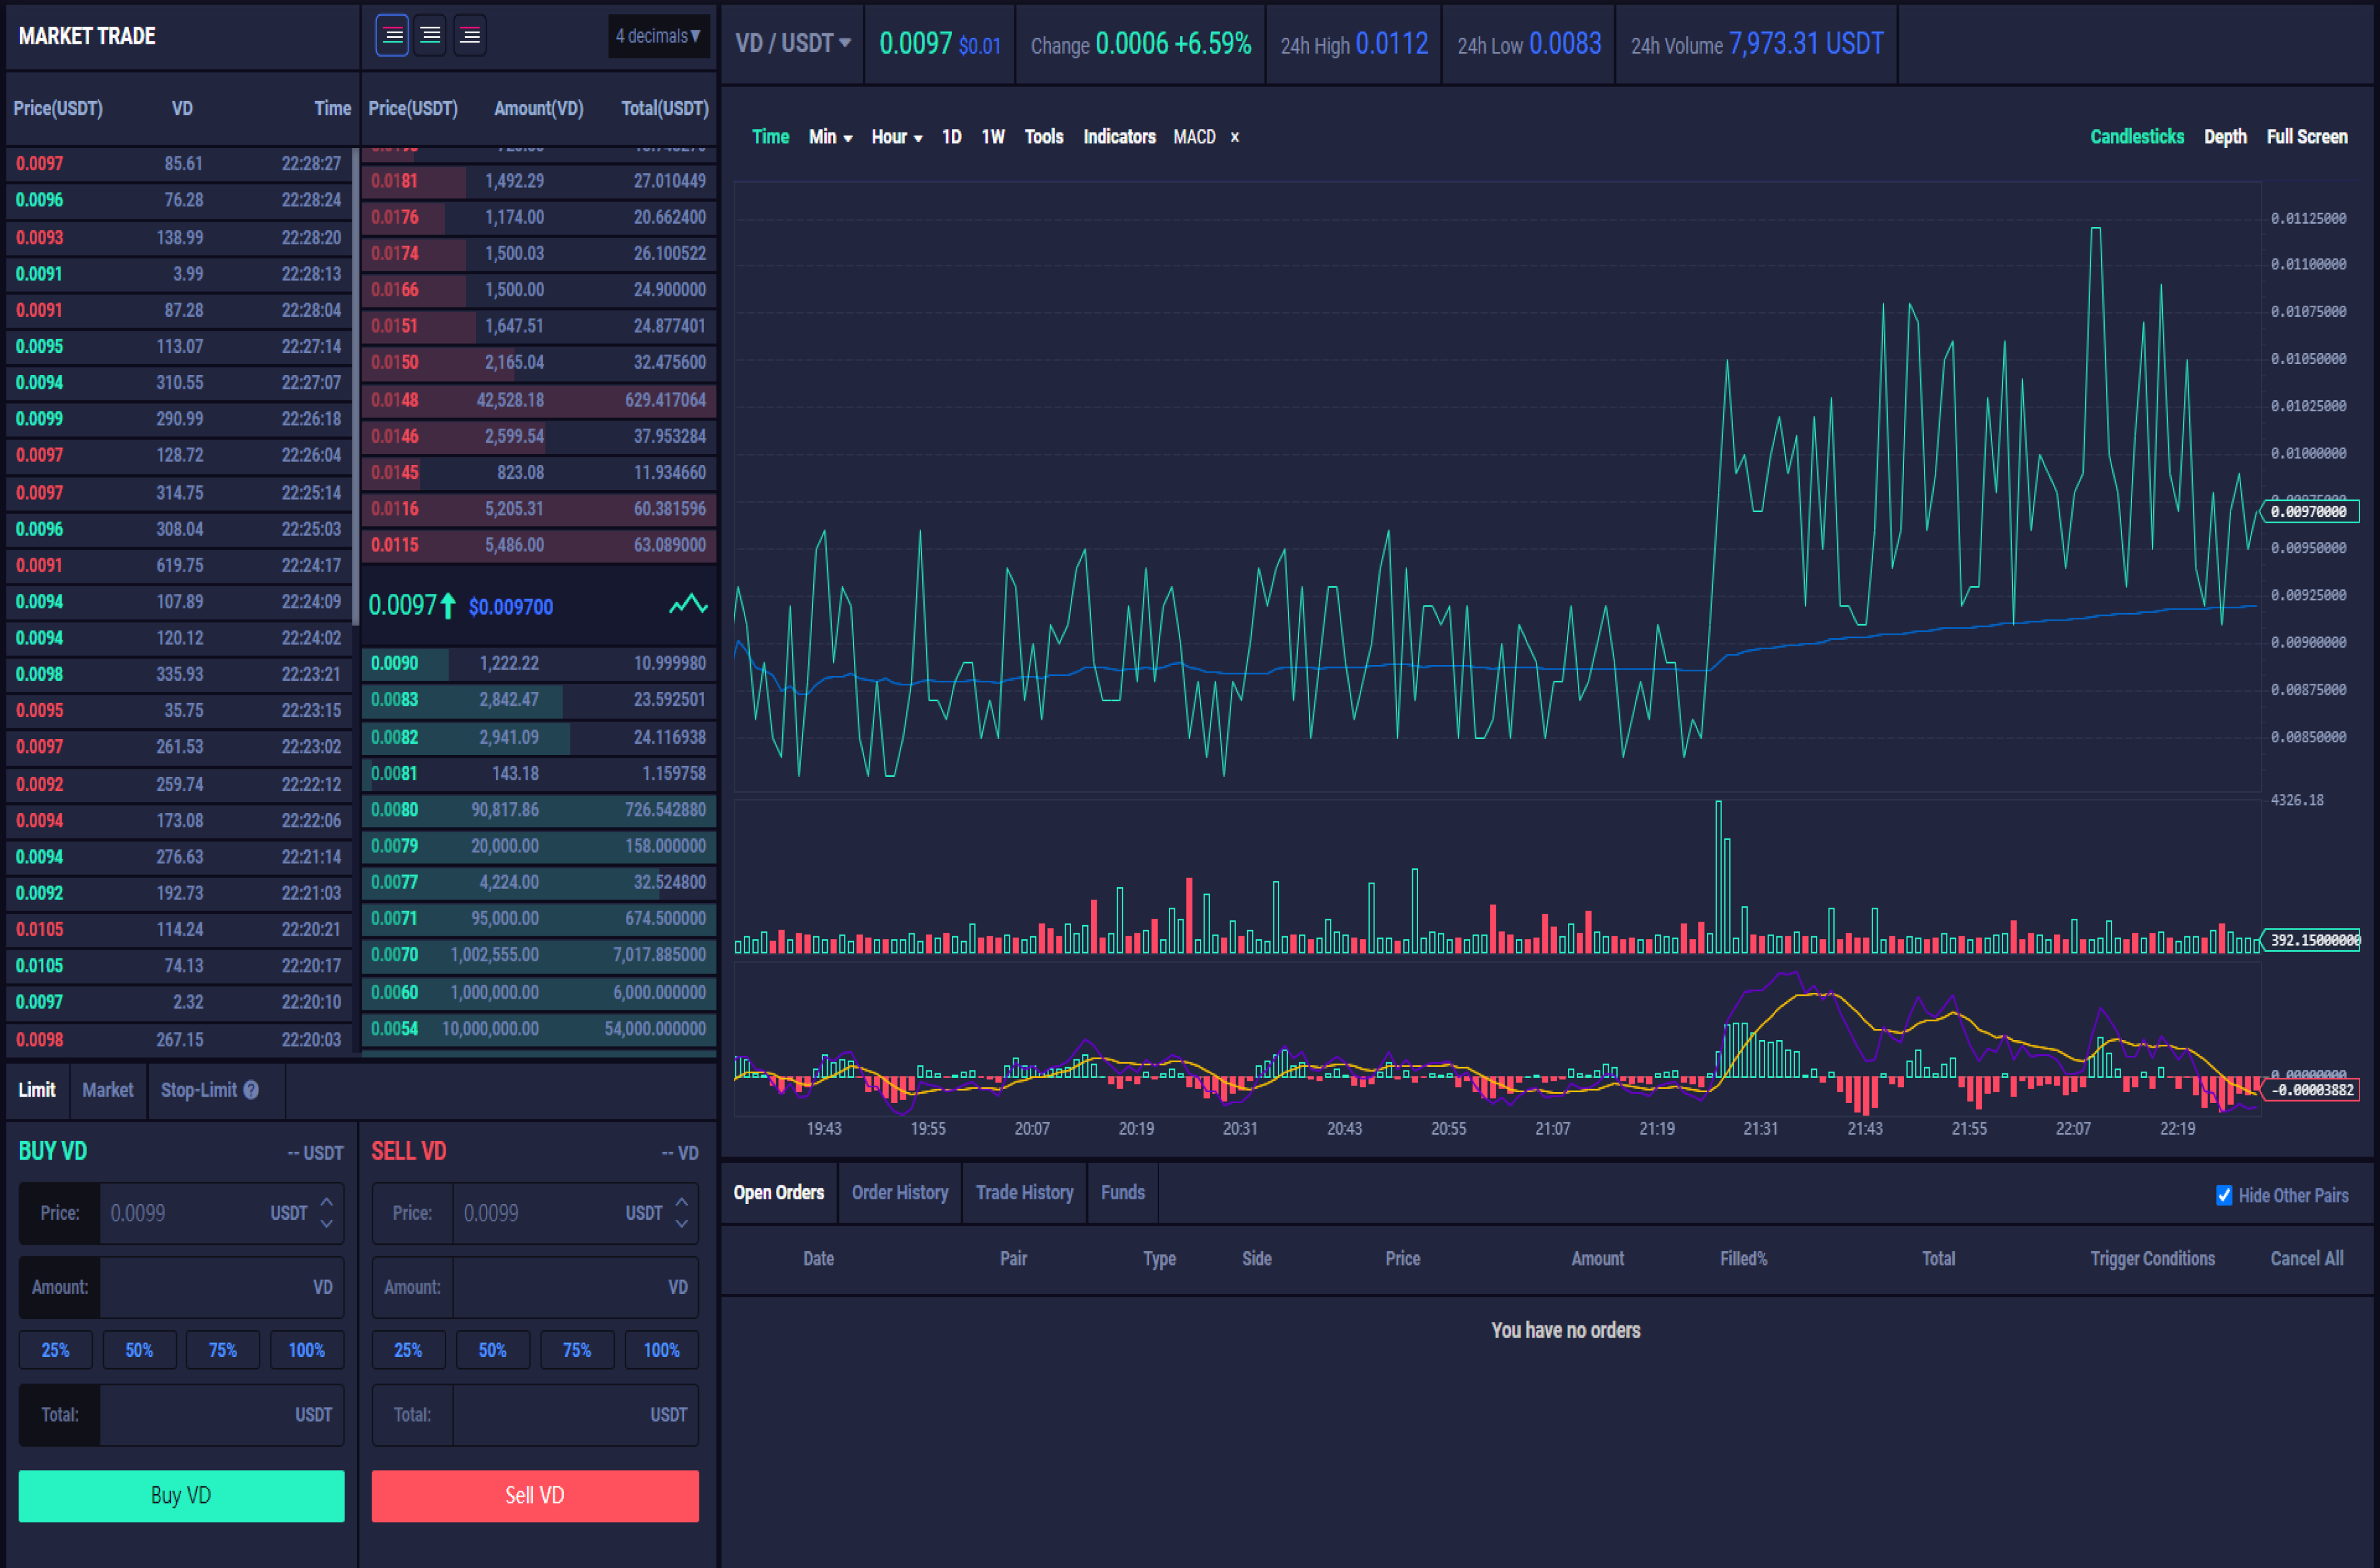 MARKET TRADE
4 decimals▼
VD / USDT
0.0097 $0.01
Change 0.0006 +6.59%
24h High 0.0112
24h Low 0.0083
24h Volume 7,973.31 USDT
Price(USDT) VD Time
0.0097 85.61 22:28:27
0.0096 76.28 22:28:24
0.0093 138.99 22:28:20
0.0091 3.99 22:28:13
0.0091 87.28 22:28:04
0.0095 113.07 22:27:14
0.0094 310.55 22:27:07
0.0099 290.99 22:26:18
0.0097 128.72 22:26:04
0.0097 314.75 22:25:14
0.0096 308.04 22:25:03
0.0091 619.75 22:24:17
0.0094 107.89 22:24:09
0.0094 120.12 22:24:02
0.0098 335.93 22:23:21
0.0095 35.75 22:23:15
0.0097 261.53 22:23:02
0.0092 259.74 22:22:12
0.0094 173.08 22:22:06
0.0094 276.63 22:21:14
0.0092 192.73 22:21:03
0.0105 114.24 22:20:21
0.0105 74.13 22:20:17
0.0097 2.32 22:20:10
0.0098 267.15 22:20:03
Price(USDT) Amount(VD) Total(USDT)
0.0181 1,492.29 27.010449
0.0176 1,174.00 20.662400
0.0174 1,500.03 26.100522
0.0166 1,500.00 24.900000
0.0151 1,647.51 24.877401
0.0150 2,165.04 32.475600
0.0148 42,528.18 629.417064
0.0146 2,599.54 37.953284
0.0145 823.08 11.934660
0.0116 5,205.31 60.381596
0.0115 5,486.00 63.089000
0.0097 $0.009700
0.0090 1,222.22 10.999980
0.0083 2,842.47 23.592501
0.0082 2,941.09 24.116938
0.0081 143.18 1.159758
0.0080 90,817.86 726.542880
0.0079 20,000.00 158.000000
0.0077 4,224.00 32.524800
0.0071 95,000.00 674.500000
0.0070 1,002,555.00 7,017.885000
0.0060 1,000,000.00 6,000.000000
0.0054 10,000,000.00 54,000.000000
Time Min Hour 1D 1W Tools Indicators MACD ×
Candlesticks Depth Full Screen
0.01125000
0.01100000
0.01075000
0.01050000
0.01025000
0.01000000
0.00970000
0.00950000
0.00925000
0.00900000
0.00875000
0.00850000
4326.18
392.15000000
-0.00003882
19:43 19:55 20:07 20:19 20:31 20:43 20:55 21:07 21:19 21:31 21:43 21:55 22:07 22:19
Limit Market Stop-Limit ?
BUY VD -- USDT
Price: 0.0099 USDT
Amount: VD
25% 50% 75% 100%
Total: USDT
Buy VD
SELL VD -- VD
Price: 0.0099 USDT
Amount: VD
25% 50% 75% 100%
Total: USDT
Sell VD
Open Orders Order History Trade History Funds
Hide Other Pairs
Date Pair Type Side Price Amount Filled% Total Trigger Conditions Cancel All
You have no orders